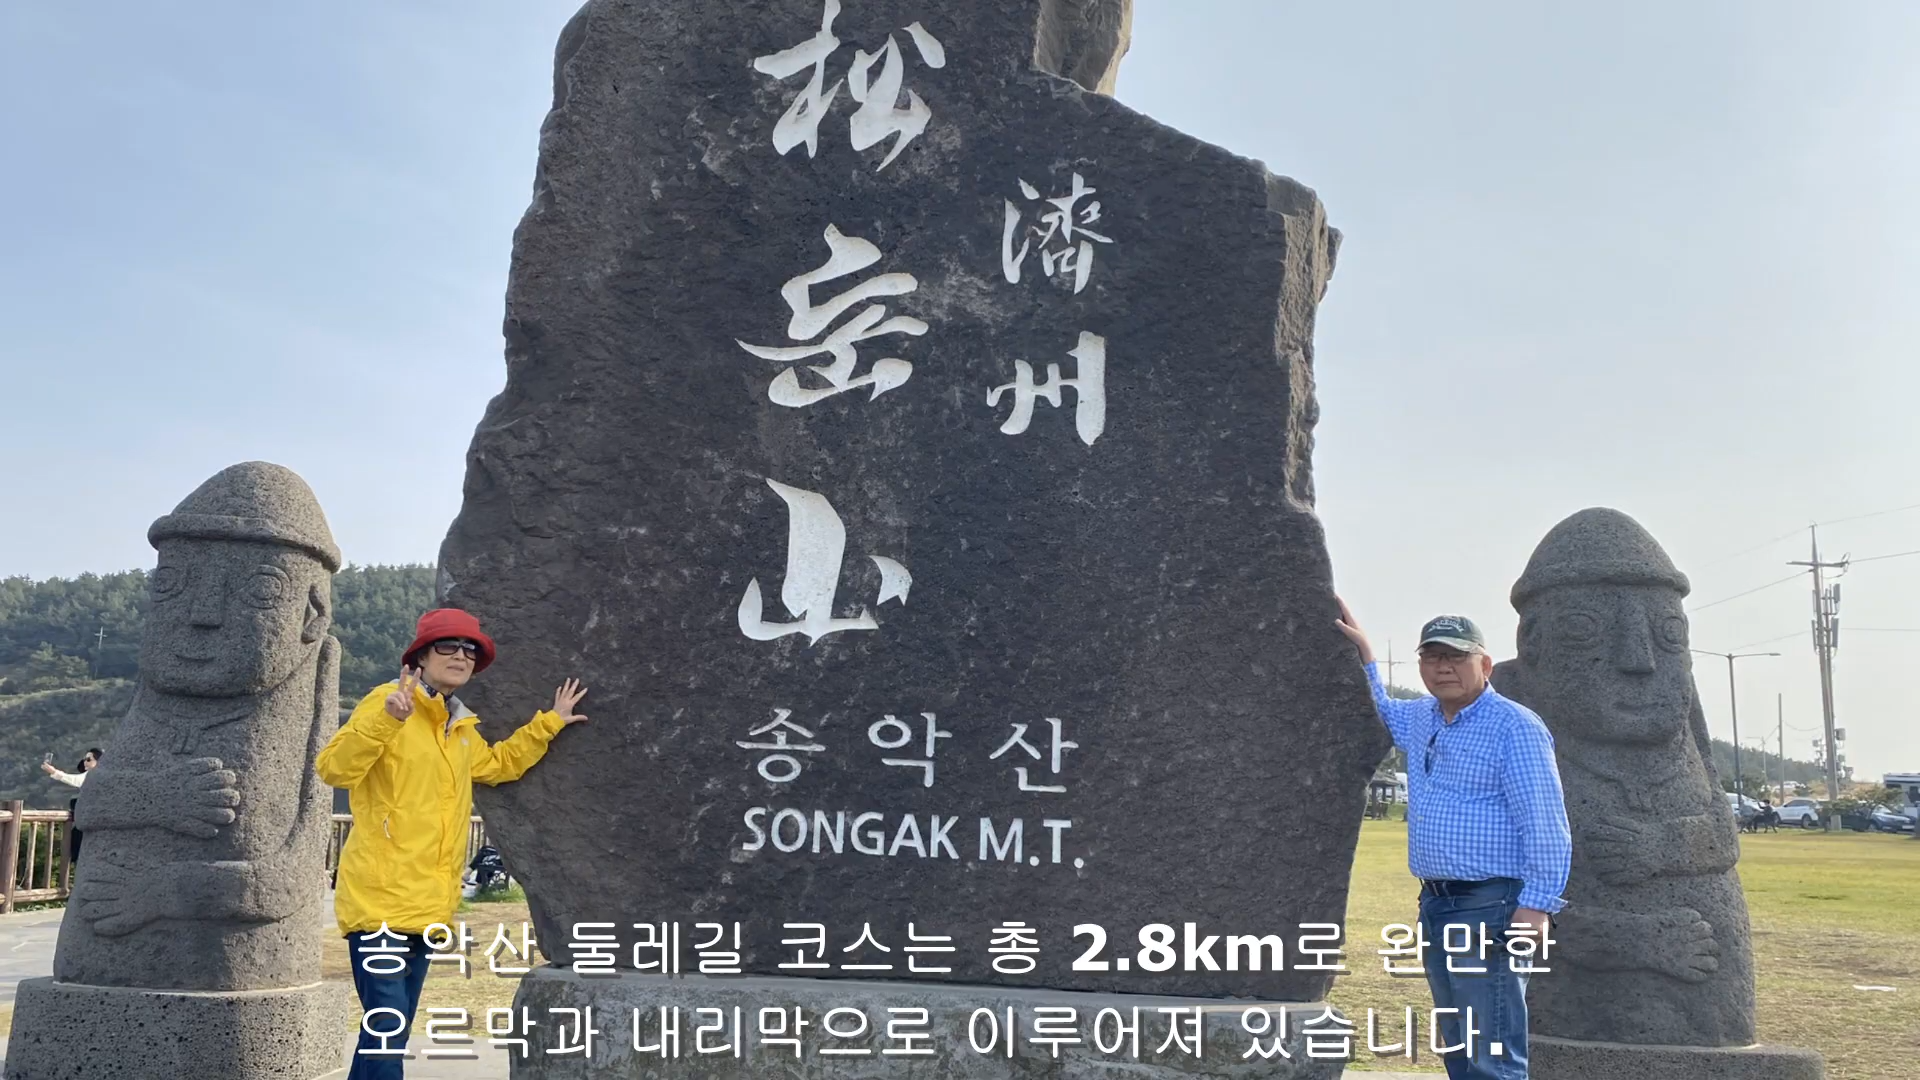 濟州
松岳山
송악산
SONGAK M.T.
송악산 둘레길 코스는 총 2.8km로 완만한
오르막과 내리막으로 이루어져 있습니다.